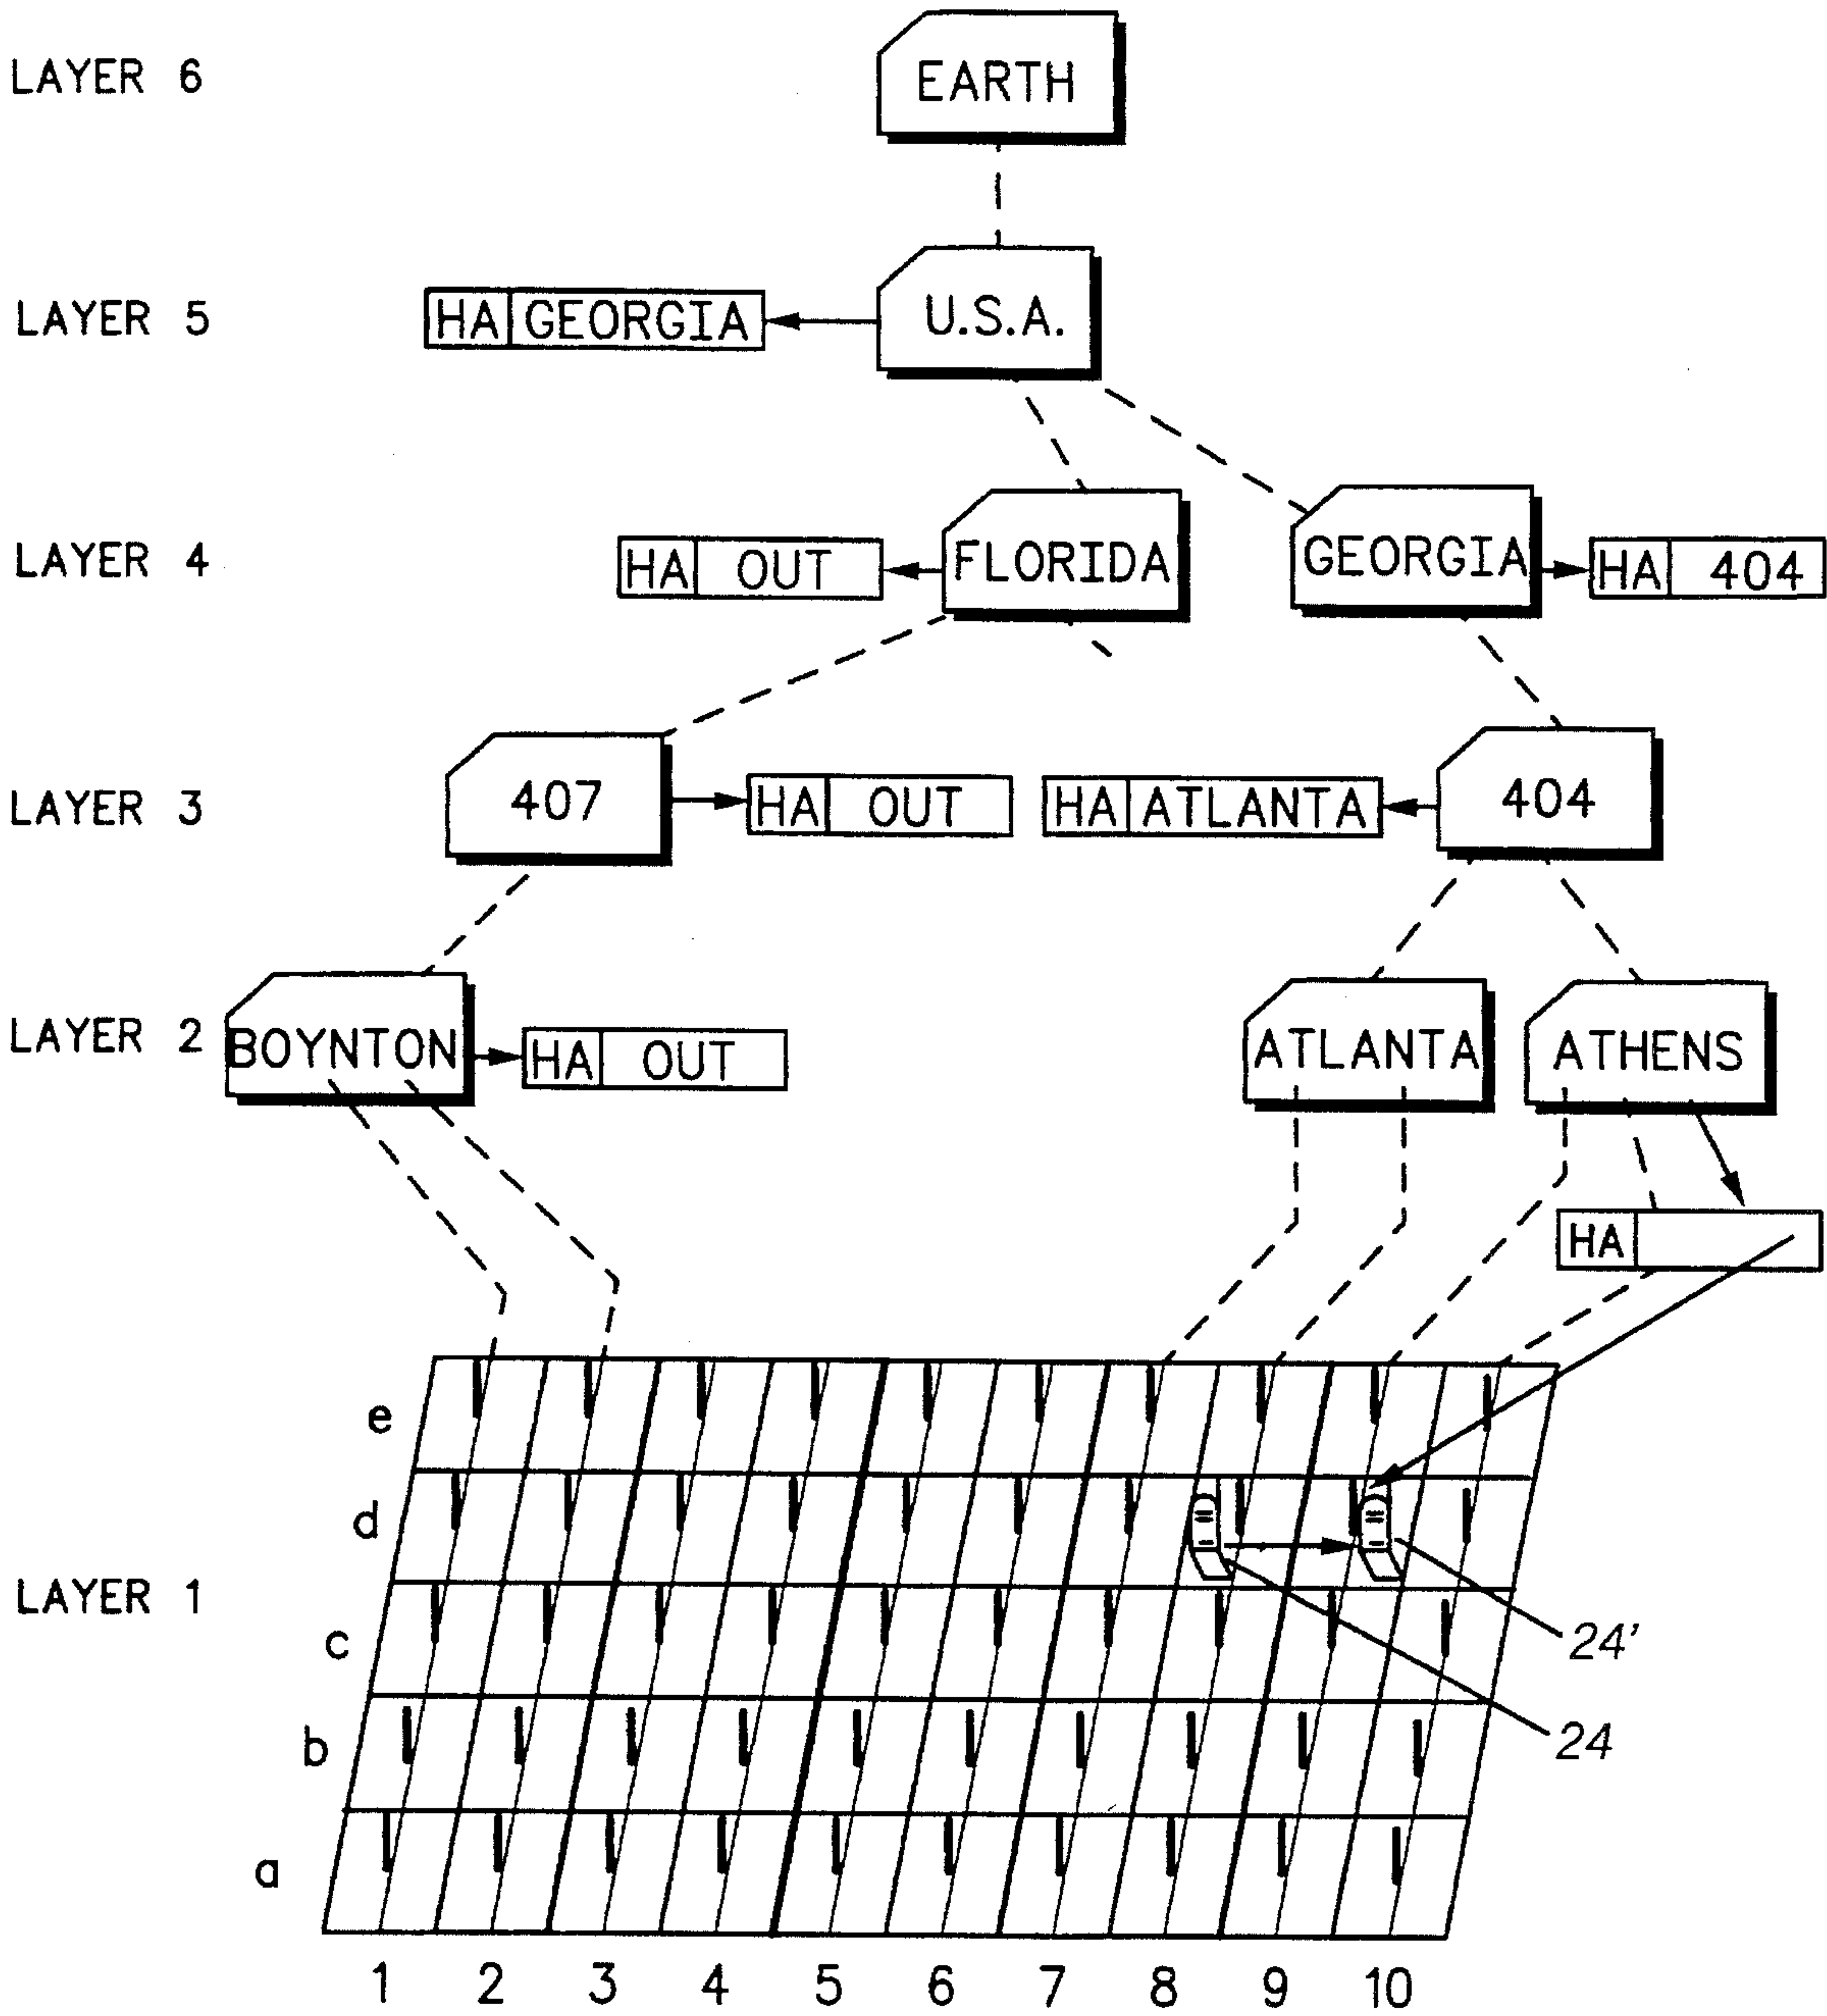 LAYER 6
EARTH
LAYER 5
HA GEORGIA
U.S.A.
LAYER 4
HA OUT
FLORIDA
GEORGIA
HA 404
LAYER 3
407
HA OUT
HA ATLANTA
404
LAYER 2
BOYNTON
HA OUT
ATLANTA
ATHENS
HA
e
d
LAYER 1
c
24'
b
24
a
1 2 3 4 5 6 7 8 9 10